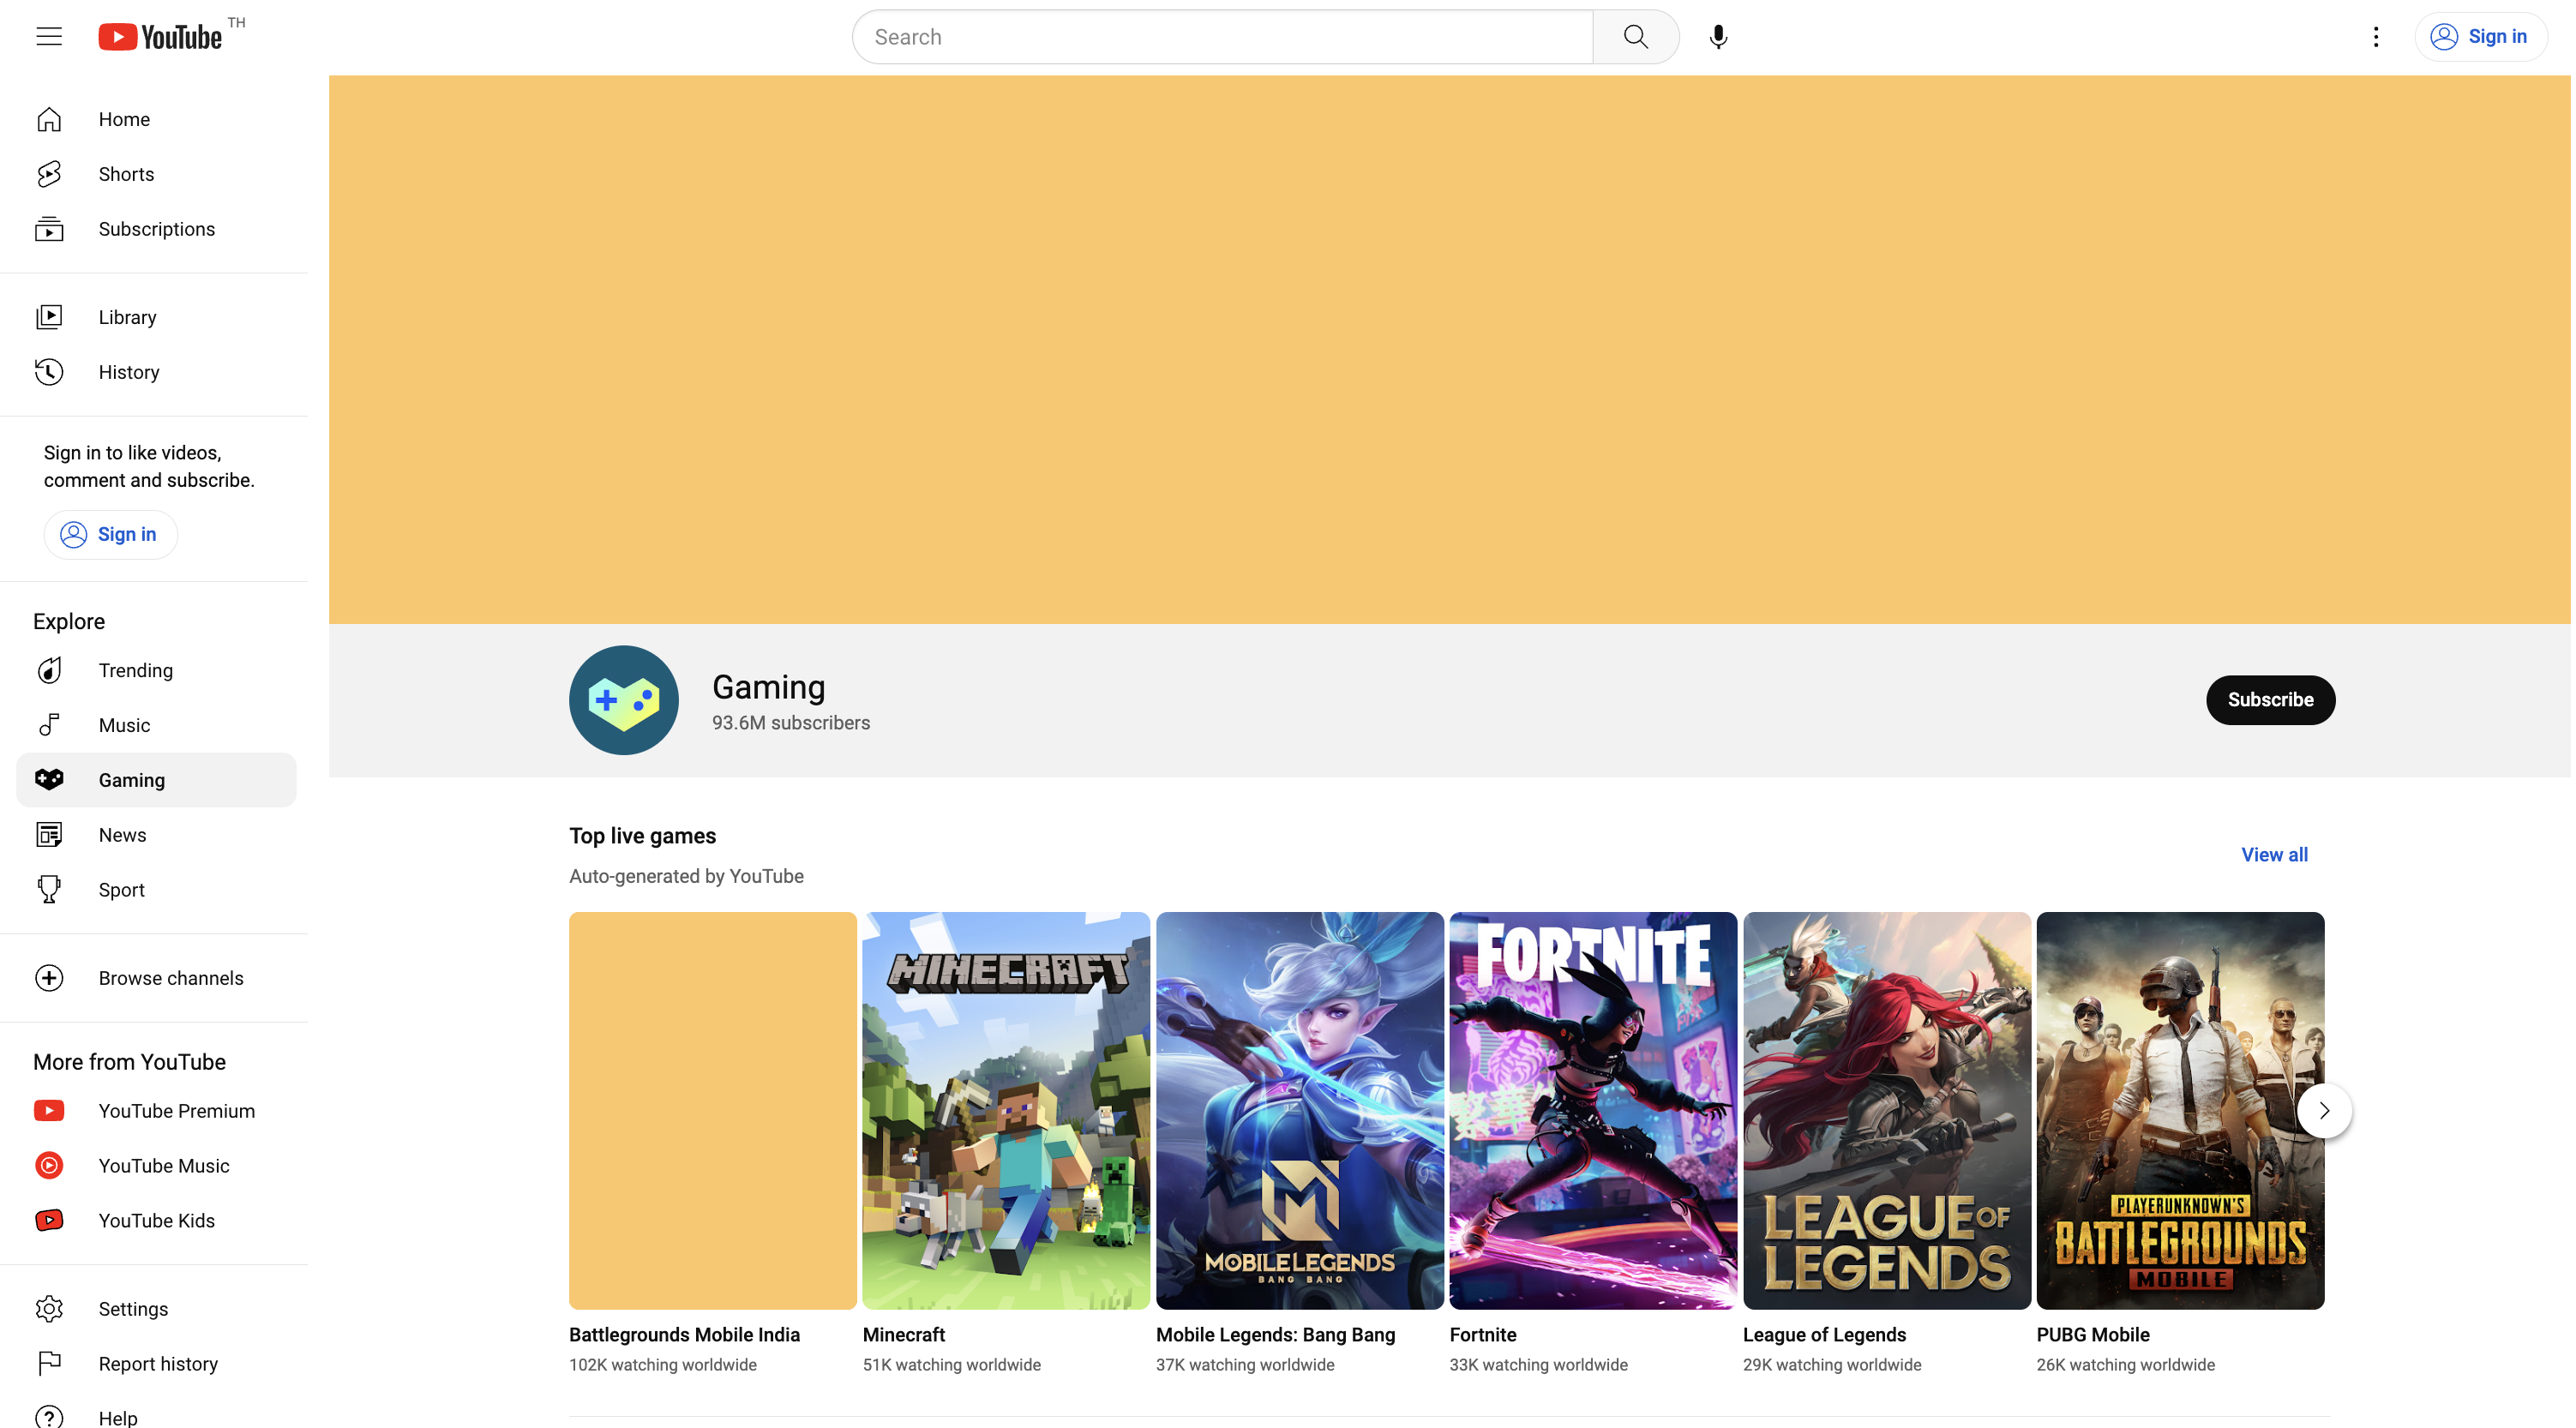 YouTube TH
Search
Sign in
Home
Shorts
Subscriptions
Library
History
Sign in to like videos,
comment and subscribe.
Sign in
Explore
Trending
Music
Gaming
News
Sport
Browse channels
More from YouTube
YouTube Premium
YouTube Music
YouTube Kids
Settings
Report history
Help
Gaming
93.6M subscribers
Subscribe
Top live games
Auto-generated by YouTube
View all
MINECRAFT
MOBILE LEGENDS
BANG BANG
FORTNITE
繁華
LEAGUE OF
LEGENDS
PLAYERUNKNOWN'S
BATTLEGROUNDS
MOBILE
Battlegrounds Mobile India
102K watching worldwide
Minecraft
51K watching worldwide
Mobile Legends: Bang Bang
37K watching worldwide
Fortnite
33K watching worldwide
League of Legends
29K watching worldwide
PUBG Mobile
26K watching worldwide